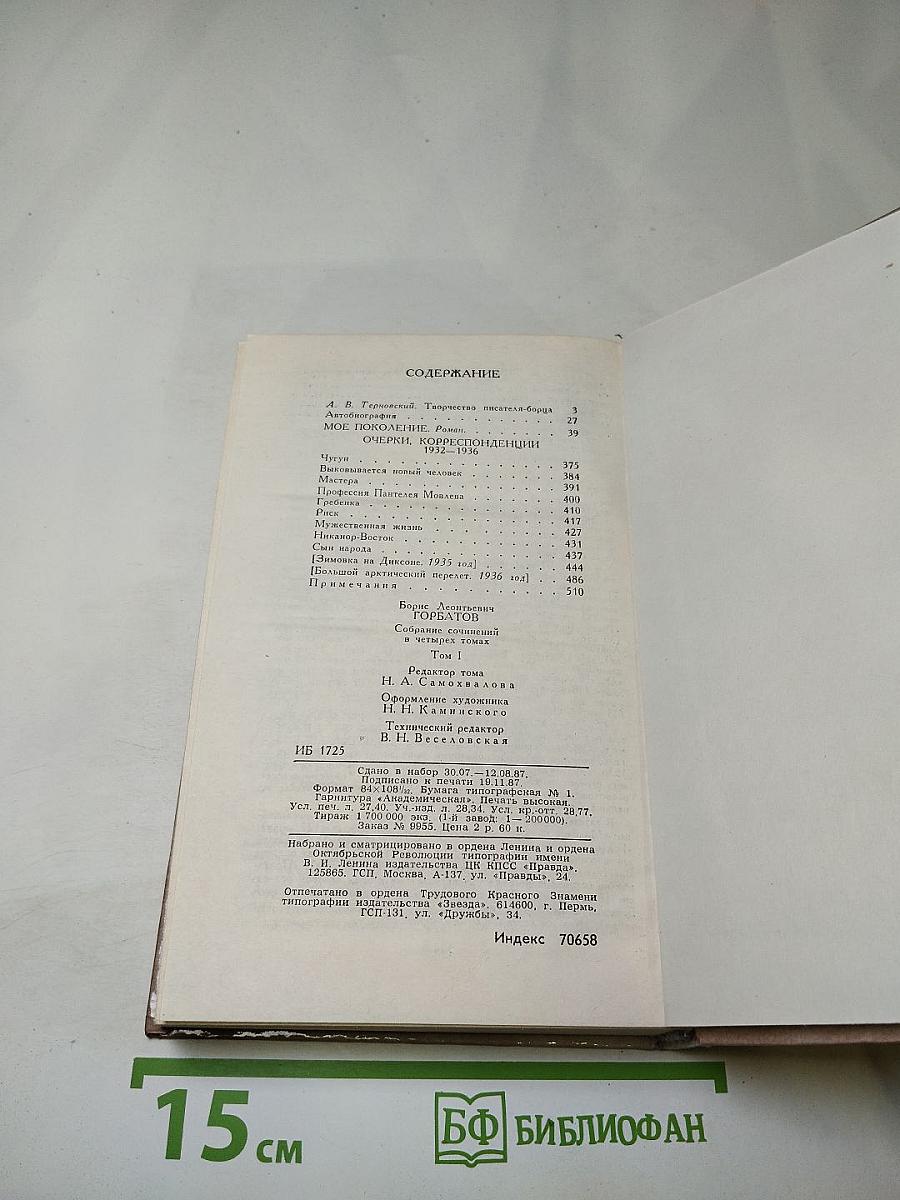 СОДЕРЖАНИЕ
А. В. Терновский. Творчество писателя-борца 3
Автобиография . . . . . . . . . . . . 27
МОЕ ПОКОЛЕНИЕ. Роман. . . . . . . . 39
ОЧЕРКИ, КОРРЕСПОНДЕНЦИИ
1932—1936
Чугун . . . . . . . . . . . . . . . 375
Выковывается новый человек . . . . . . . 384
Мастера . . . . . . . . . . . . . . 391
Профессия Пантелея Мовлева . . . . . . . 400
Гребенка . . . . . . . . . . . . . . 410
Риск . . . . . . . . . . . . . . . 417
Мужественная жизнь . . . . . . . . . . 427
Никанор-Восток . . . . . . . . . . . . 431
Сын народа . . . . . . . . . . . . . 437
[Зимовка на Диксоне. 1935 год] . . . . . . 444
[Большой арктический перелет. 1936 год] . . 486
Примечания . . . . . . . . . . . . 510
Борис Леонтьевич
ГОРБАТОВ
Собрание сочинений
в четырех томах
Том I
Редактор тома
Н. А. Самохвалова
Оформление художника
Н. Н. Каминского
Технический редактор
В. Н. Веселовская
ИБ 1725
Сдано в набор 30.07.—12.08.87.
Подписано к печати 19.11.87.
Формат 84×108¹/₃₂. Бумага типографская № 1.
Гарнитура «Академическая». Печать высокая.
Усл. печ. л. 27,40. Уч.-изд. л. 28,34. Усл. кр.-отт. 28,77.
Тираж 1 700 000 экз. (1-й завод: 1—200000).
Заказ № 9955. Цена 2 р. 60 к.
Набрано и сматрицировано в ордена Ленина и ордена
Октябрьской Революции типографии имени
В. И. Ленина издательства ЦК КПСС «Правда».
125865. ГСП, Москва, А-137, ул. «Правды», 24.
Отпечатано в ордена Трудового Красного Знамени
типографии издательства «Звезда». 614600, г. Пермь,
ГСП-131, ул. «Дружбы», 34.
Индекс 70658
15 см
БФ БИБЛИОФАН